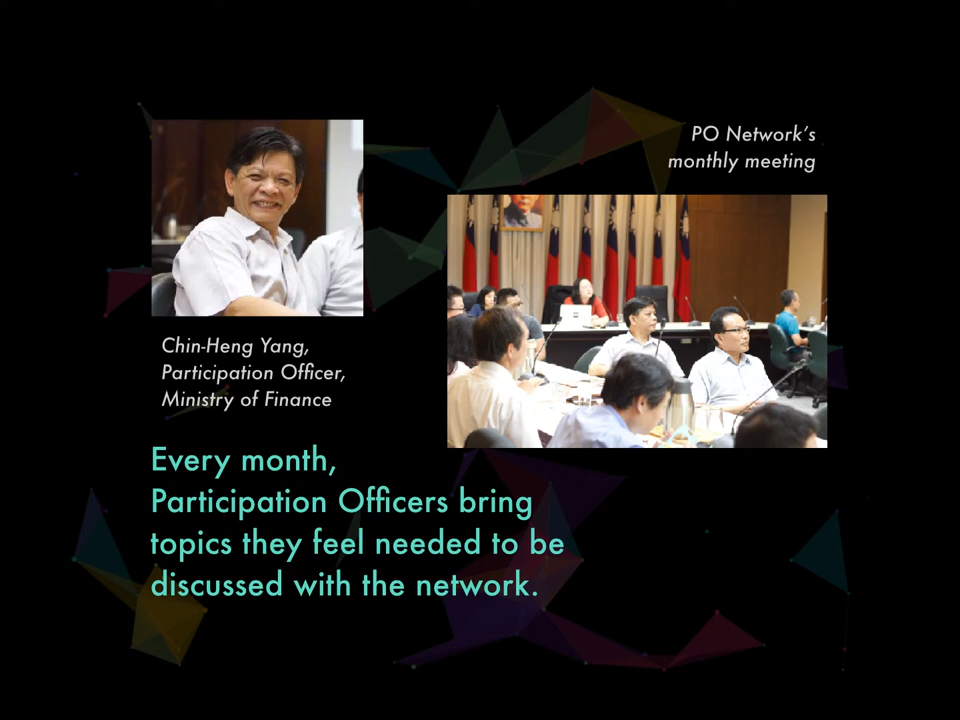 PO Network's
monthly meeting
Chin-Heng Yang,
Participation Officer,
Ministry of Finance
Every month,
Participation Officers bring
topics they feel needed to be
discussed with the network.